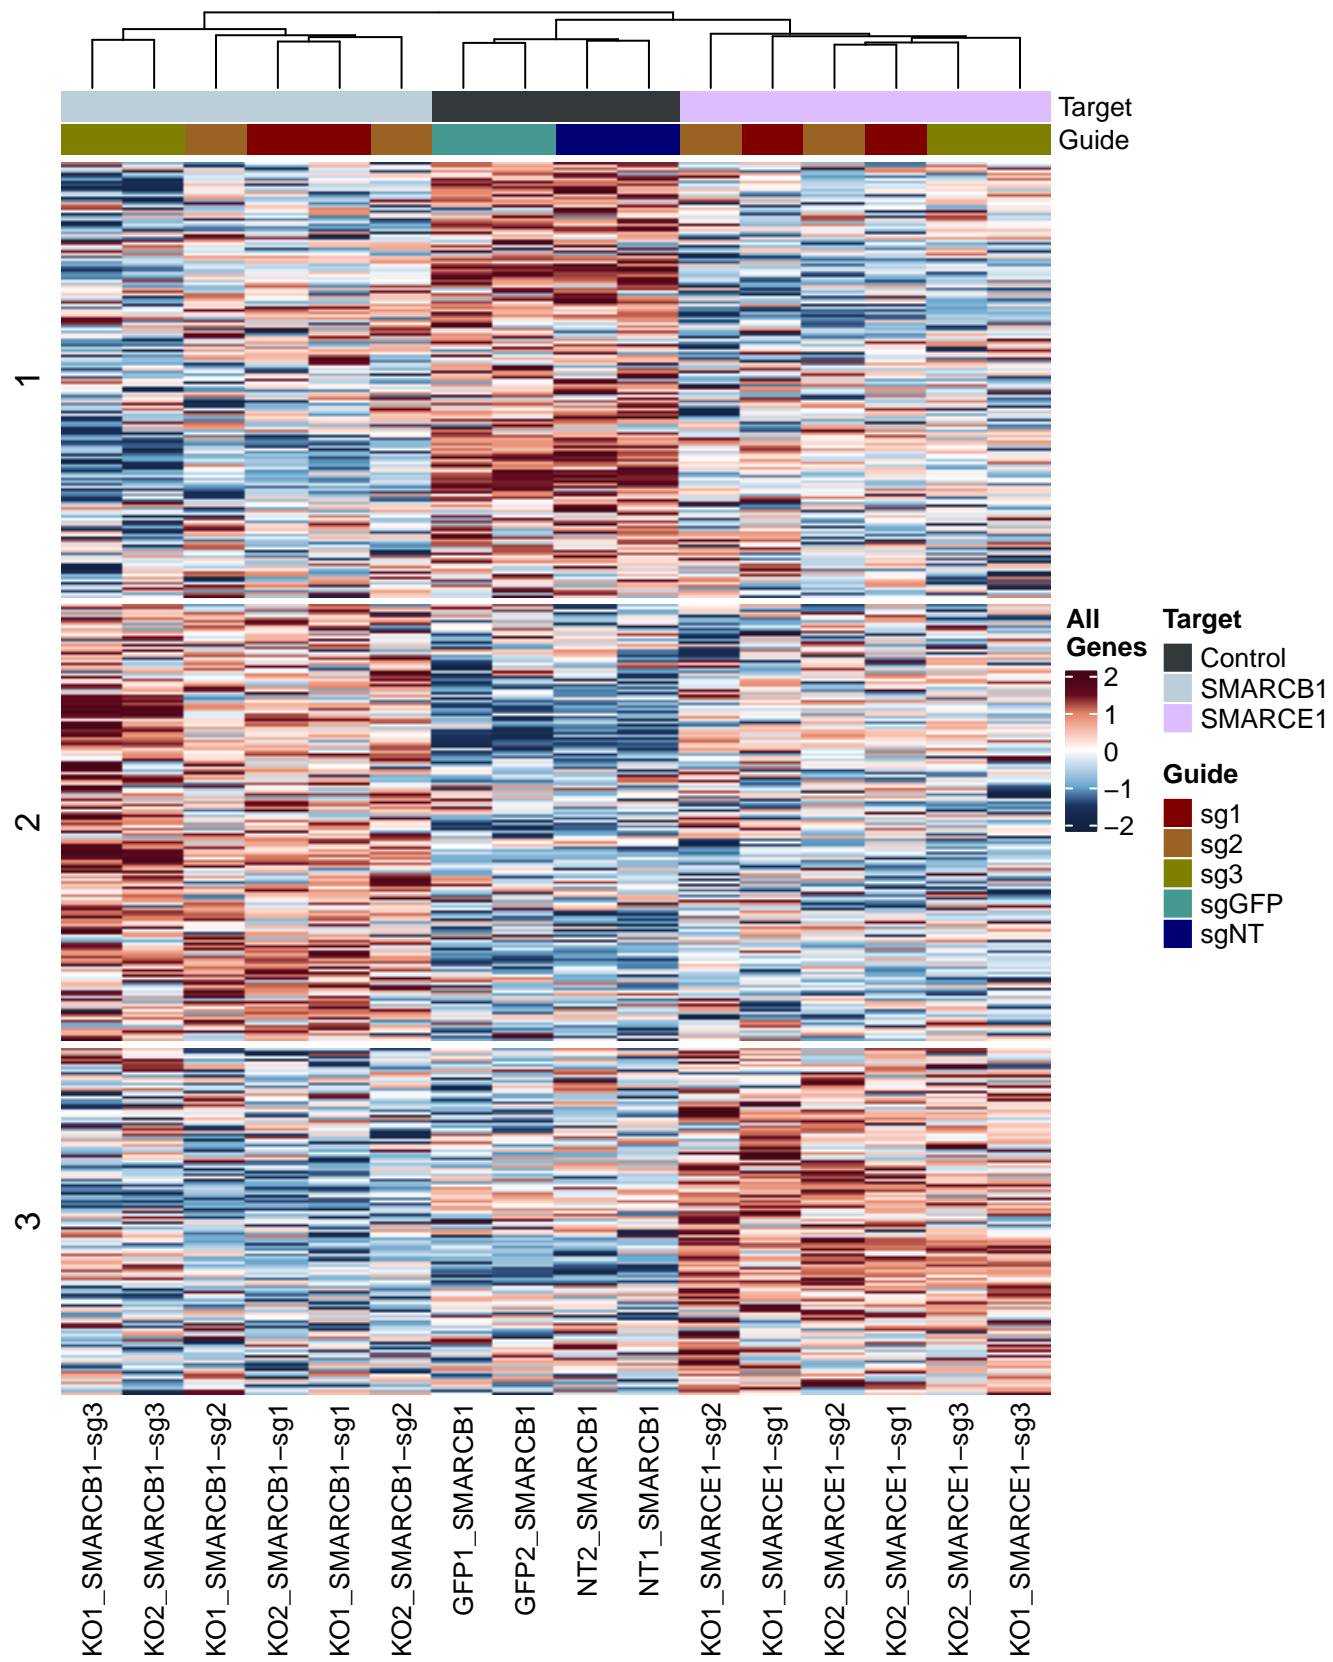 Target
Guide
1
2
3
All
Genes
2
1
0
−1
−2
Target
Control
SMARCB1
SMARCE1
Guide
sg1
sg2
sg3
sgGFP
sgNT
KO1_SMARCB1−sg3
KO2_SMARCB1−sg3
KO1_SMARCB1−sg2
KO2_SMARCB1−sg1
KO1_SMARCB1−sg1
KO2_SMARCB1−sg2
GFP1_SMARCB1
GFP2_SMARCB1
NT2_SMARCB1
NT1_SMARCB1
KO1_SMARCE1−sg2
KO1_SMARCE1−sg1
KO2_SMARCE1−sg2
KO2_SMARCE1−sg1
KO2_SMARCE1−sg3
KO1_SMARCE1−sg3